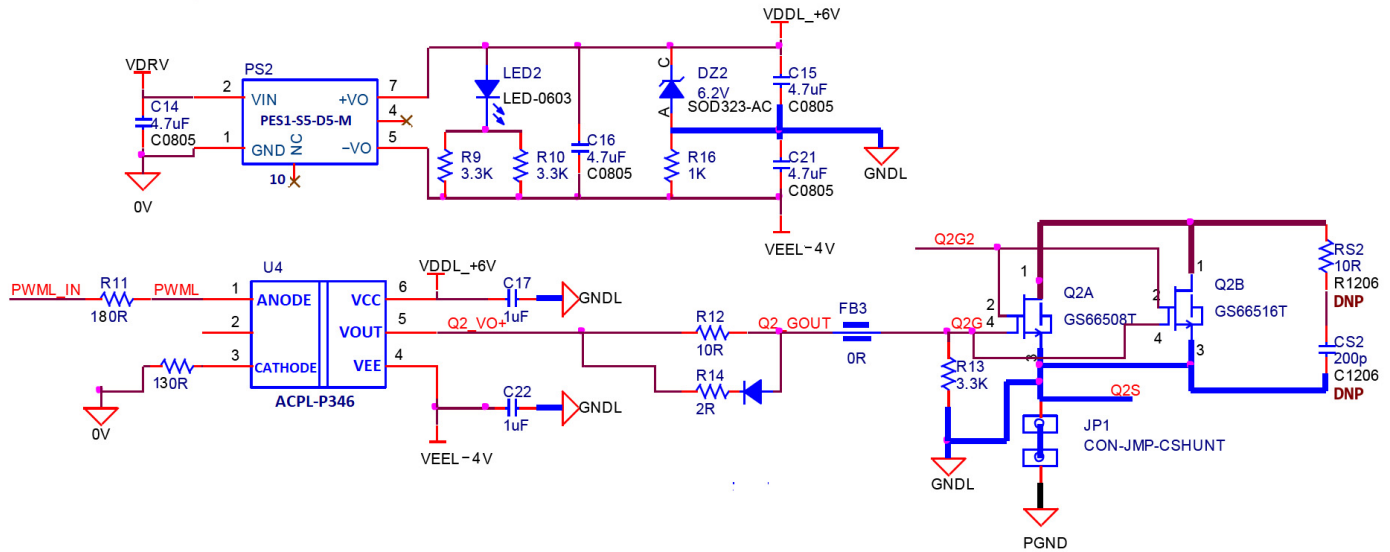 VDDL_+6V
VDRV
PS2
2 VIN +VO 7
PES1-S5-D5-M
4
1 GND NC -VO 5
10
C14
4.7uF
C0805
0V
LED2
LED-0603
R9
3.3K
R10
3.3K
C16
4.7uF
C0805
C
DZ2
6.2V
SOD323-AC
A
R16
1K
C15
4.7uF
C0805
C21
4.7uF
C0805
GNDL
VEEL-4V
PWML_IN
R11
180R
PWML
U4
1 ANODE VCC 6
2 VOUT 5
3 CATHODE VEE 4
ACPL-P346
130R
0V
VDDL_+6V
C17
1uF
GNDL
Q2_VO+
C22
1uF
GNDL
VEEL-4V
R12
10R
R14
2R
Q2_GOUT
FB3
0R
Q2G2
Q2G
R13
3.3K
GNDL
1
2
4
3
Q2A
GS66508T
1
2
4
3
Q2B
GS66516T
RS2
10R
R1206
DNP
CS2
200p
C1206
DNP
Q2S
JP1
CON-JMP-CSHUNT
PGND